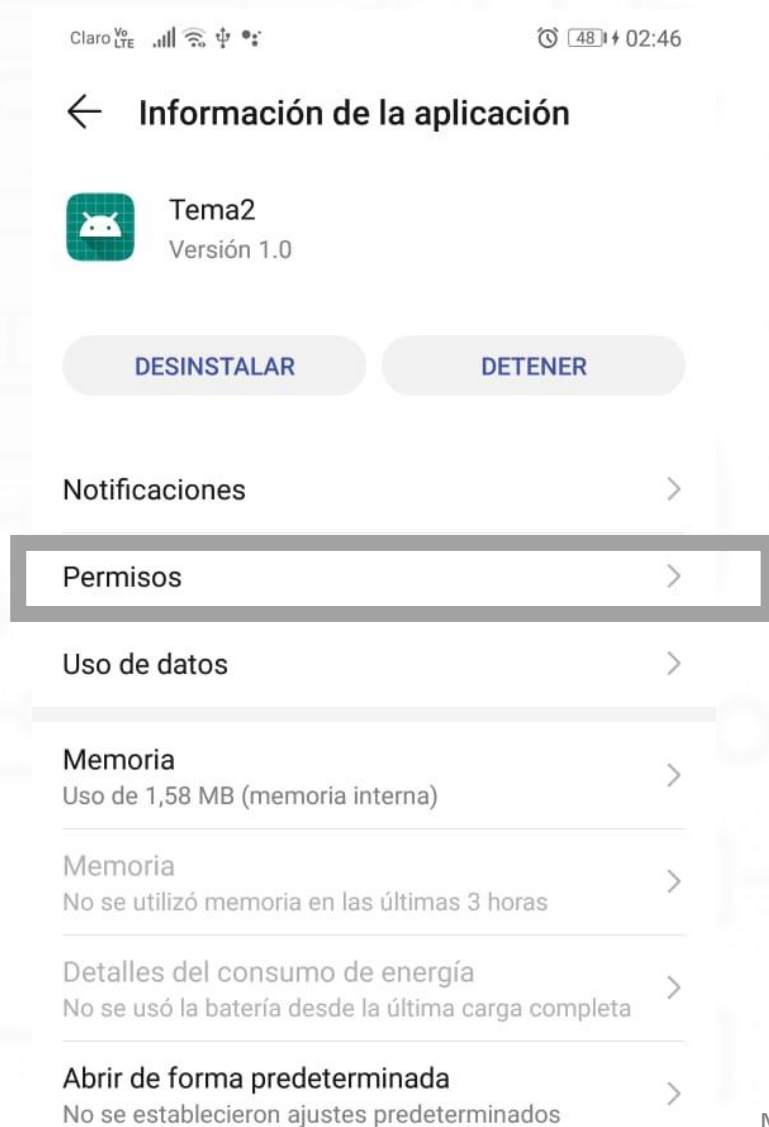 Claro Vo LTE 48 02:46
Información de la aplicación
Tema2
Versión 1.0
DESINSTALAR DETENER
Notificaciones
Permisos
Uso de datos
Memoria
Uso de 1,58 MB (memoria interna)
Memoria
No se utilizó memoria en las últimas 3 horas
Detalles del consumo de energía
No se usó la batería desde la última carga completa
Abrir de forma predeterminada
No se establecieron ajustes predeterminados